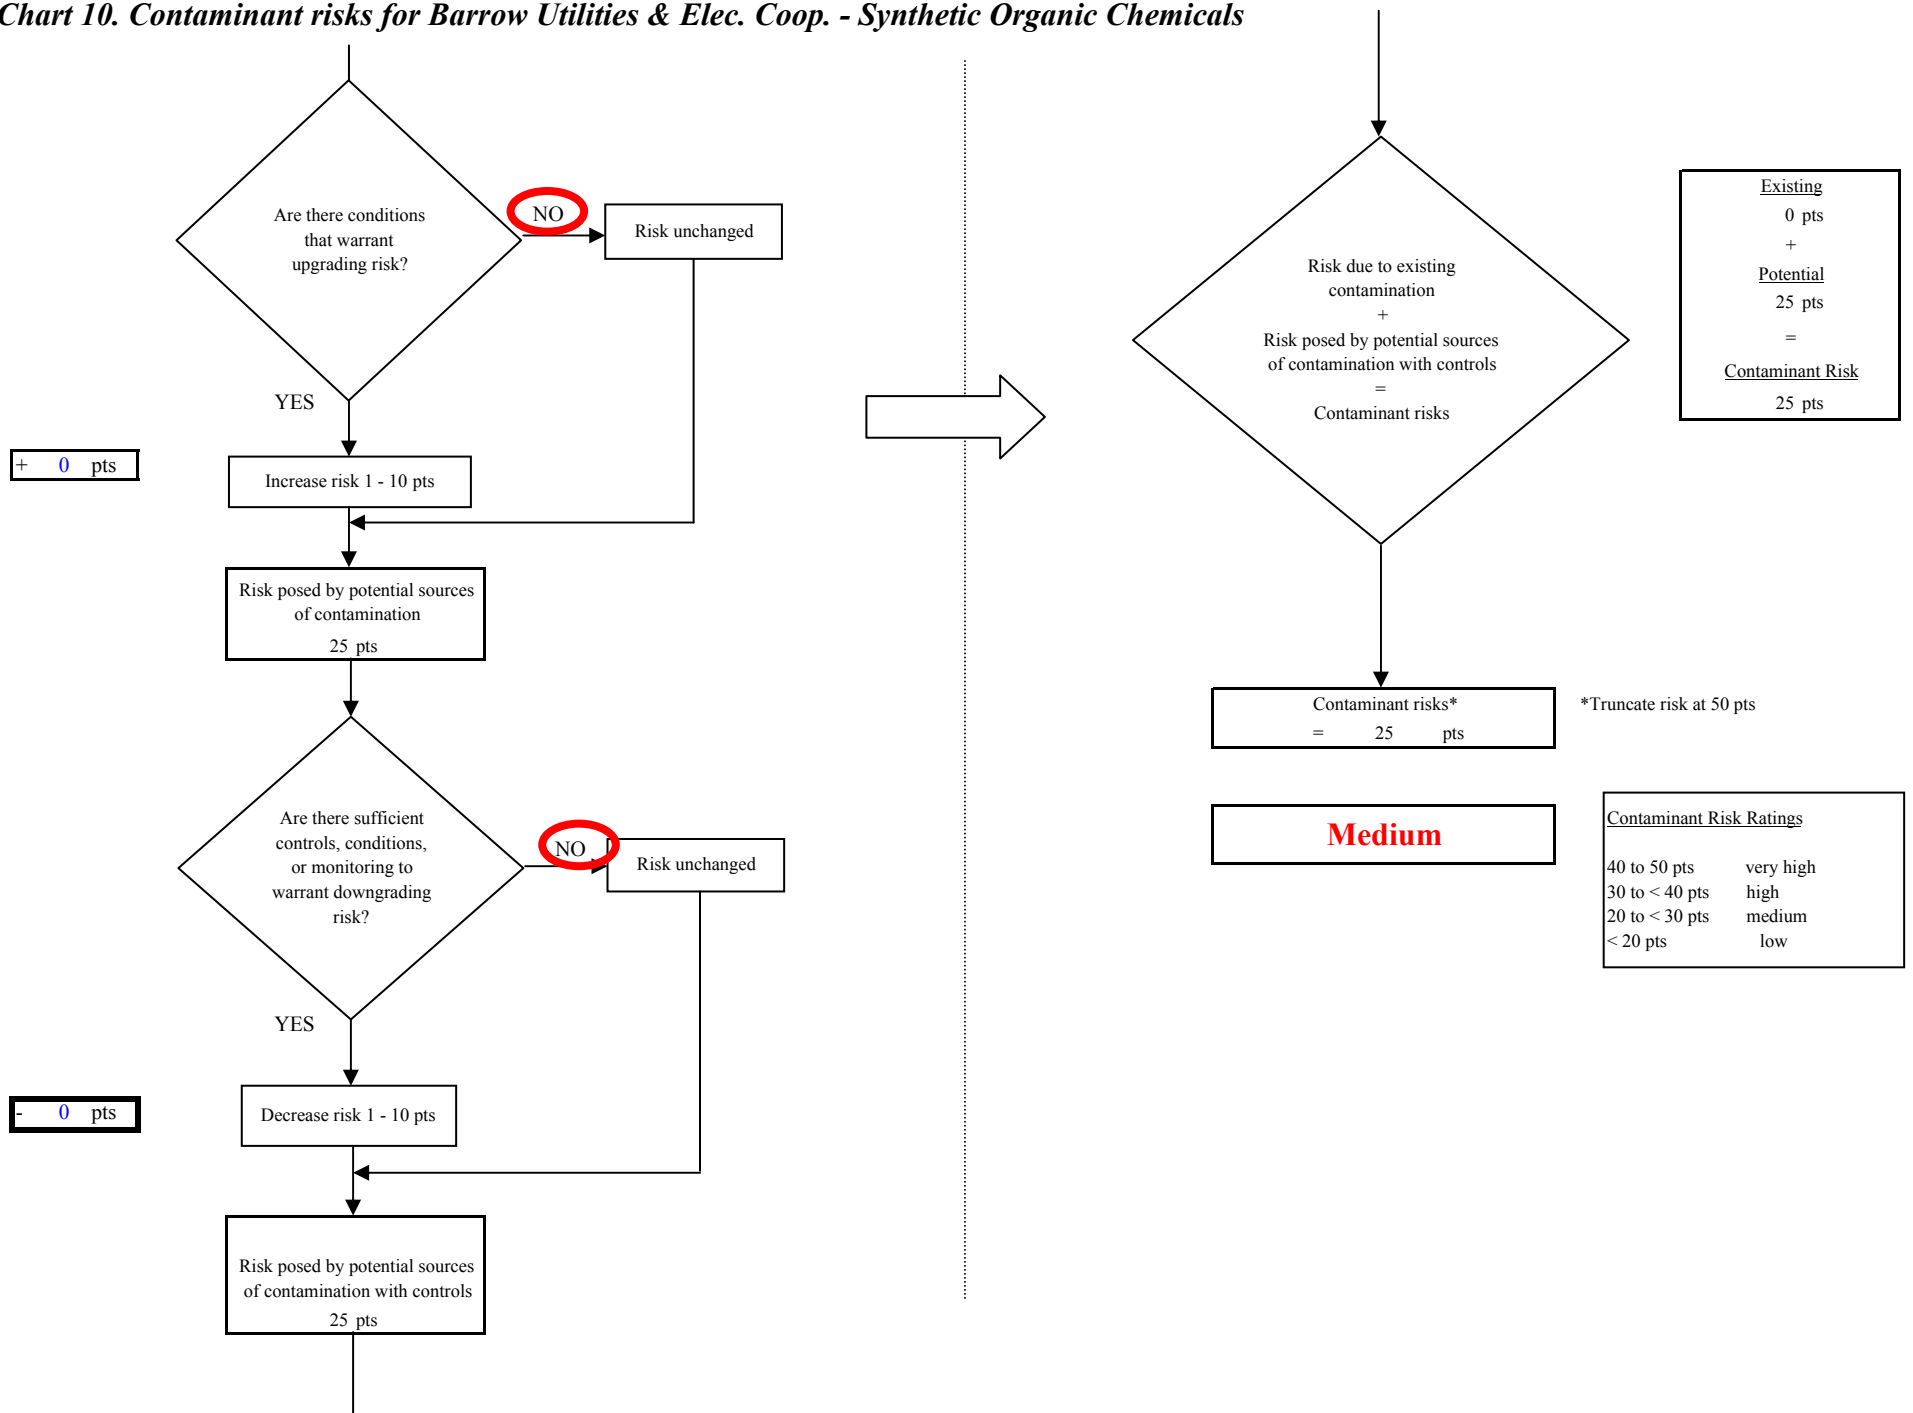 Chart 10. Contaminant risks for Barrow Utilities & Elec. Coop. - Synthetic Organic Chemicals
Are there conditions
that warrant
upgrading risk?
NO
Risk unchanged
YES
+ 0 pts
Increase risk 1 - 10 pts
Risk posed by potential sources
of contamination
25 pts
Are there sufficient
controls, conditions,
or monitoring to
warrant downgrading
risk?
NO
Risk unchanged
YES
- 0 pts
Decrease risk 1 - 10 pts
Risk posed by potential sources
of contamination with controls
25 pts
Risk due to existing
contamination
+
Risk posed by potential sources
of contamination with controls
=
Contaminant risks
Existing
0 pts
+
Potential
25 pts
=
Contaminant Risk
25 pts
Contaminant risks*
= 25 pts
*Truncate risk at 50 pts
Medium
Contaminant Risk Ratings
40 to 50 pts very high
30 to < 40 pts high
20 to < 30 pts medium
< 20 pts low